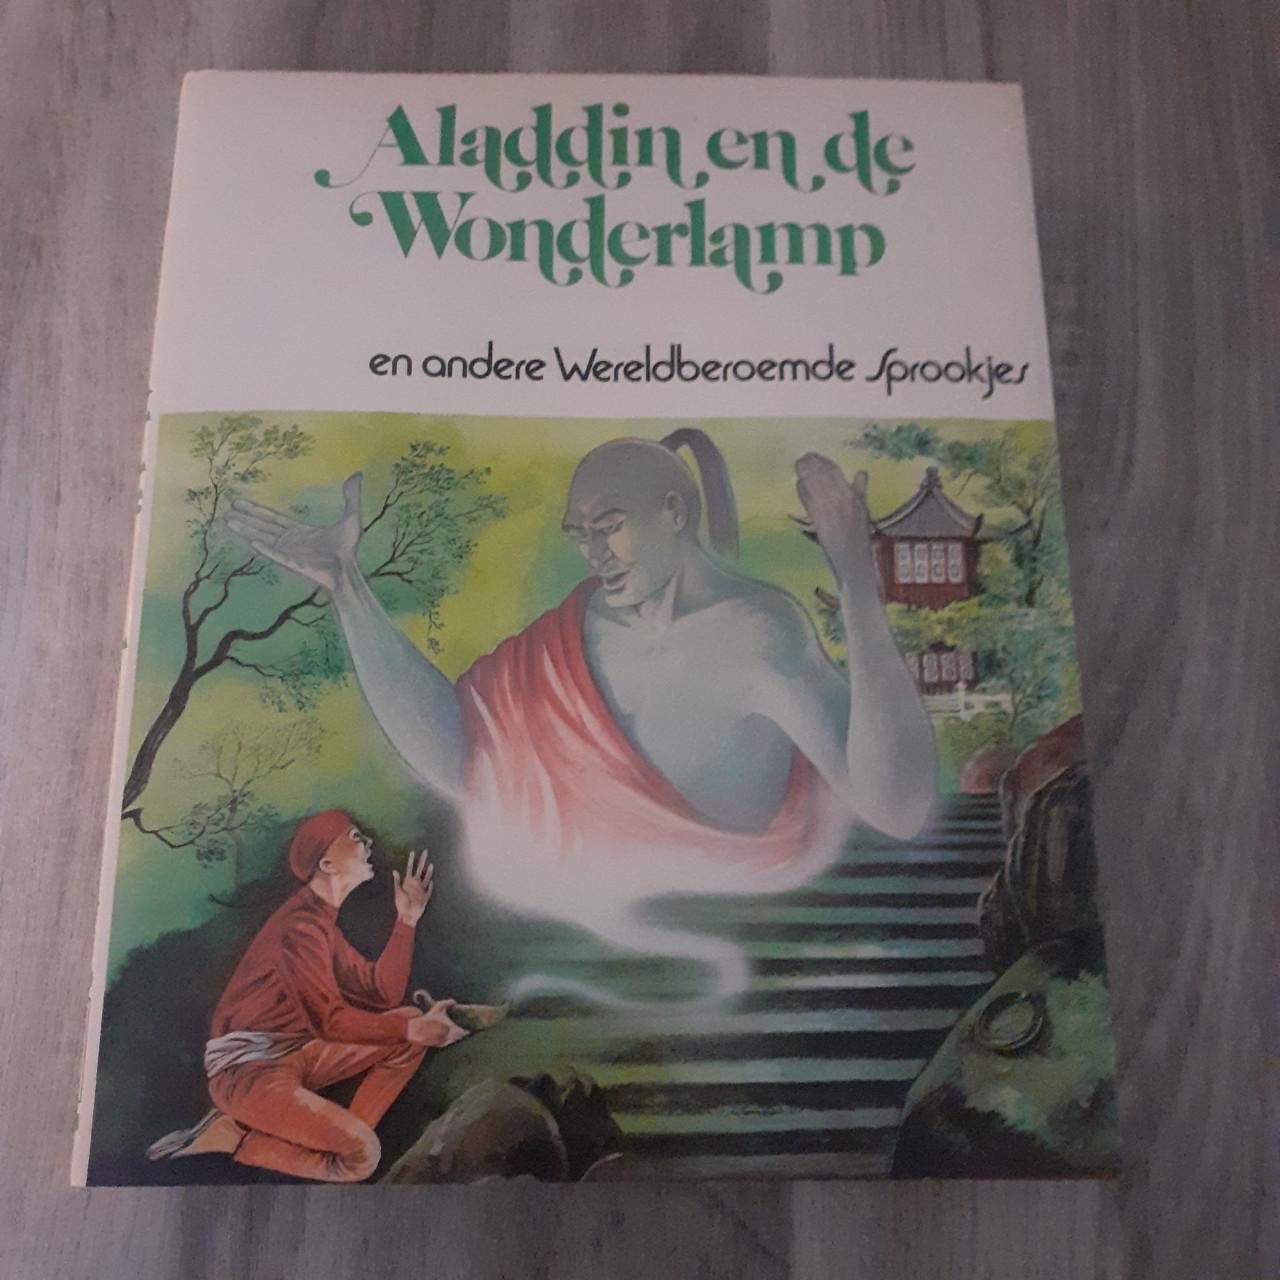 Aladdin en de
Wonderlamp
en andere Wereldberoemde Sprookjes